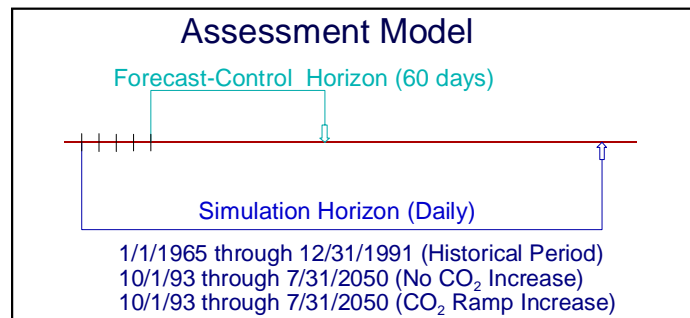 Assessment Model
Forecast-Control Horizon (60 days)
Simulation Horizon (Daily)
1/1/1965 through 12/31/1991 (Historical Period)
10/1/93 through 7/31/2050 (No CO₂ Increase)
10/1/93 through 7/31/2050 (CO₂ Ramp Increase)